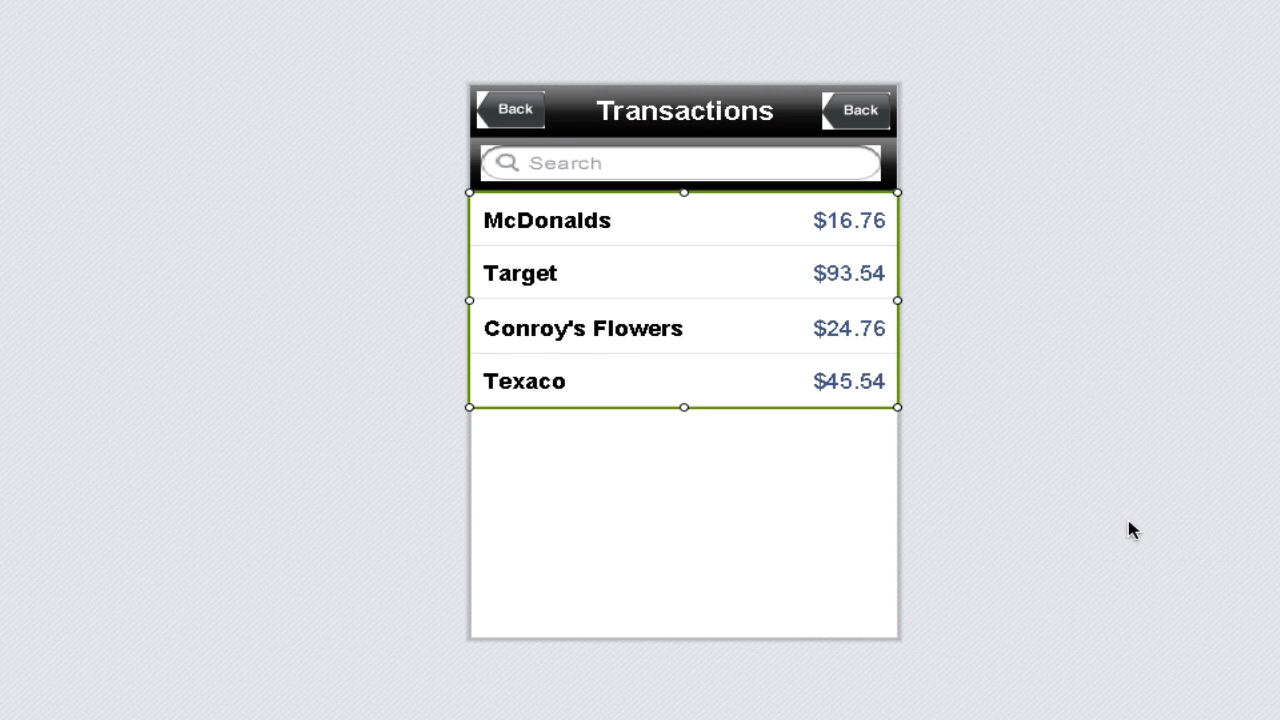 Back Transactions Back
Search
McDonalds $16.76
Target $93.54
Conroy's Flowers $24.76
Texaco $45.54